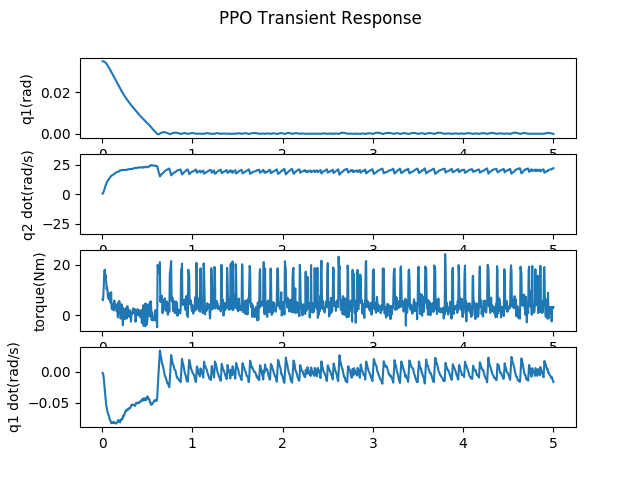 PPO Transient Response
q1(rad)
0.02
0.00
0 1 2 3 4 5
q2 dot(rad/s)
25
0
−25
0 1 2 3 4 5
torque(Nm)
20
0
0 1 2 3 4 5
q1 dot(rad/s)
0.00
−0.05
0 1 2 3 4 5